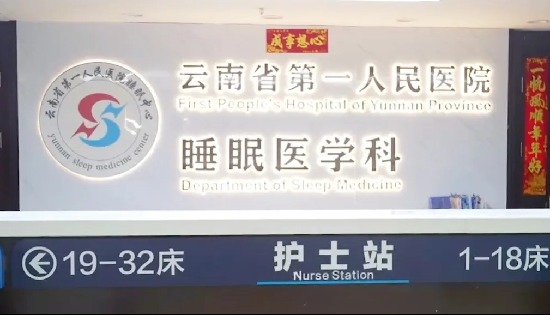 心想事成
云南省第一人民医院
First People's Hospital of Yunnan Province
睡眠医学科
Department of Sleep Medicine
云南省第一人民医院睡眠中心
yunnan sleep medicine center
一帆風順年年好
19-32床
护士站
Nurse Station
1-18床